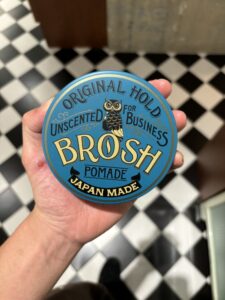 ORIGINAL HOLD
UNSCENTED FOR BUSINESS
BROSH
POMADE
JAPAN MADE